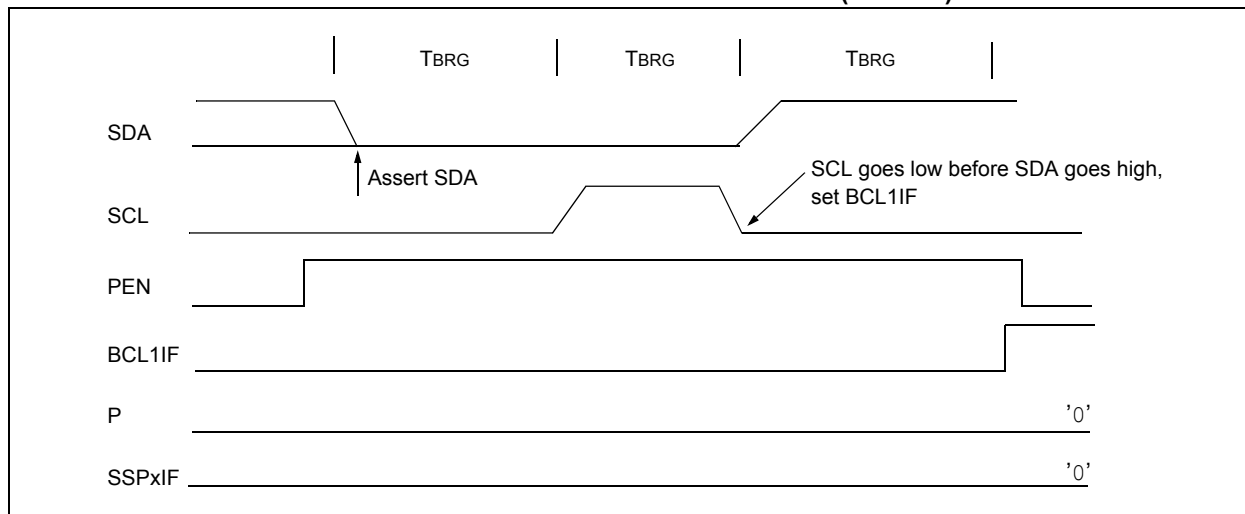 TBRG TBRG TBRG
SDA
Assert SDA
SCL goes low before SDA goes high,
set BCL1IF
SCL
PEN
BCL1IF
P '0'
SSPxIF '0'